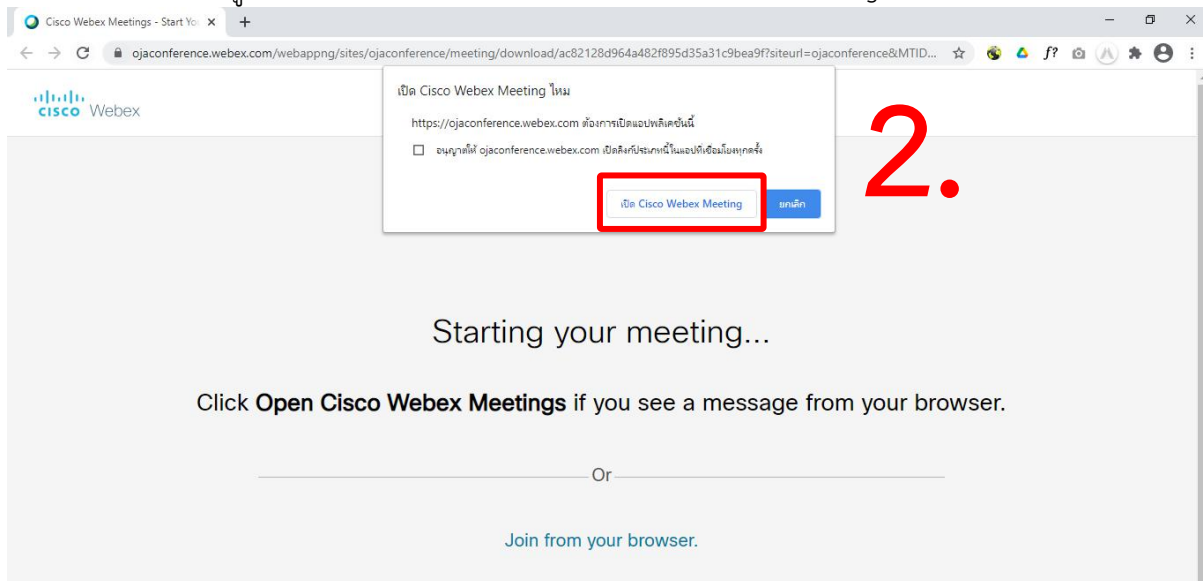 Cisco Webex Meetings - Start Yo
ojaconference.webex.com/webappng/sites/ojaconference/meeting/download/ac82128d964a482f895d35a31c9bea9f?siteurl=ojaconference&MTID...
f?
cisco Webex
เปิด Cisco Webex Meeting ไหม
https://ojaconference.webex.com ต้องการเปิดแอปพลิเคชันนี้
อนุญาตให้ ojaconference.webex.com เปิดลิงก์ประเภทนี้ในแอปที่เชื่อมโยงทุกครั้ง
เปิด Cisco Webex Meeting
ยกเลิก
2.
Starting your meeting...
Click Open Cisco Webex Meetings if you see a message from your browser.
Or
Join from your browser.